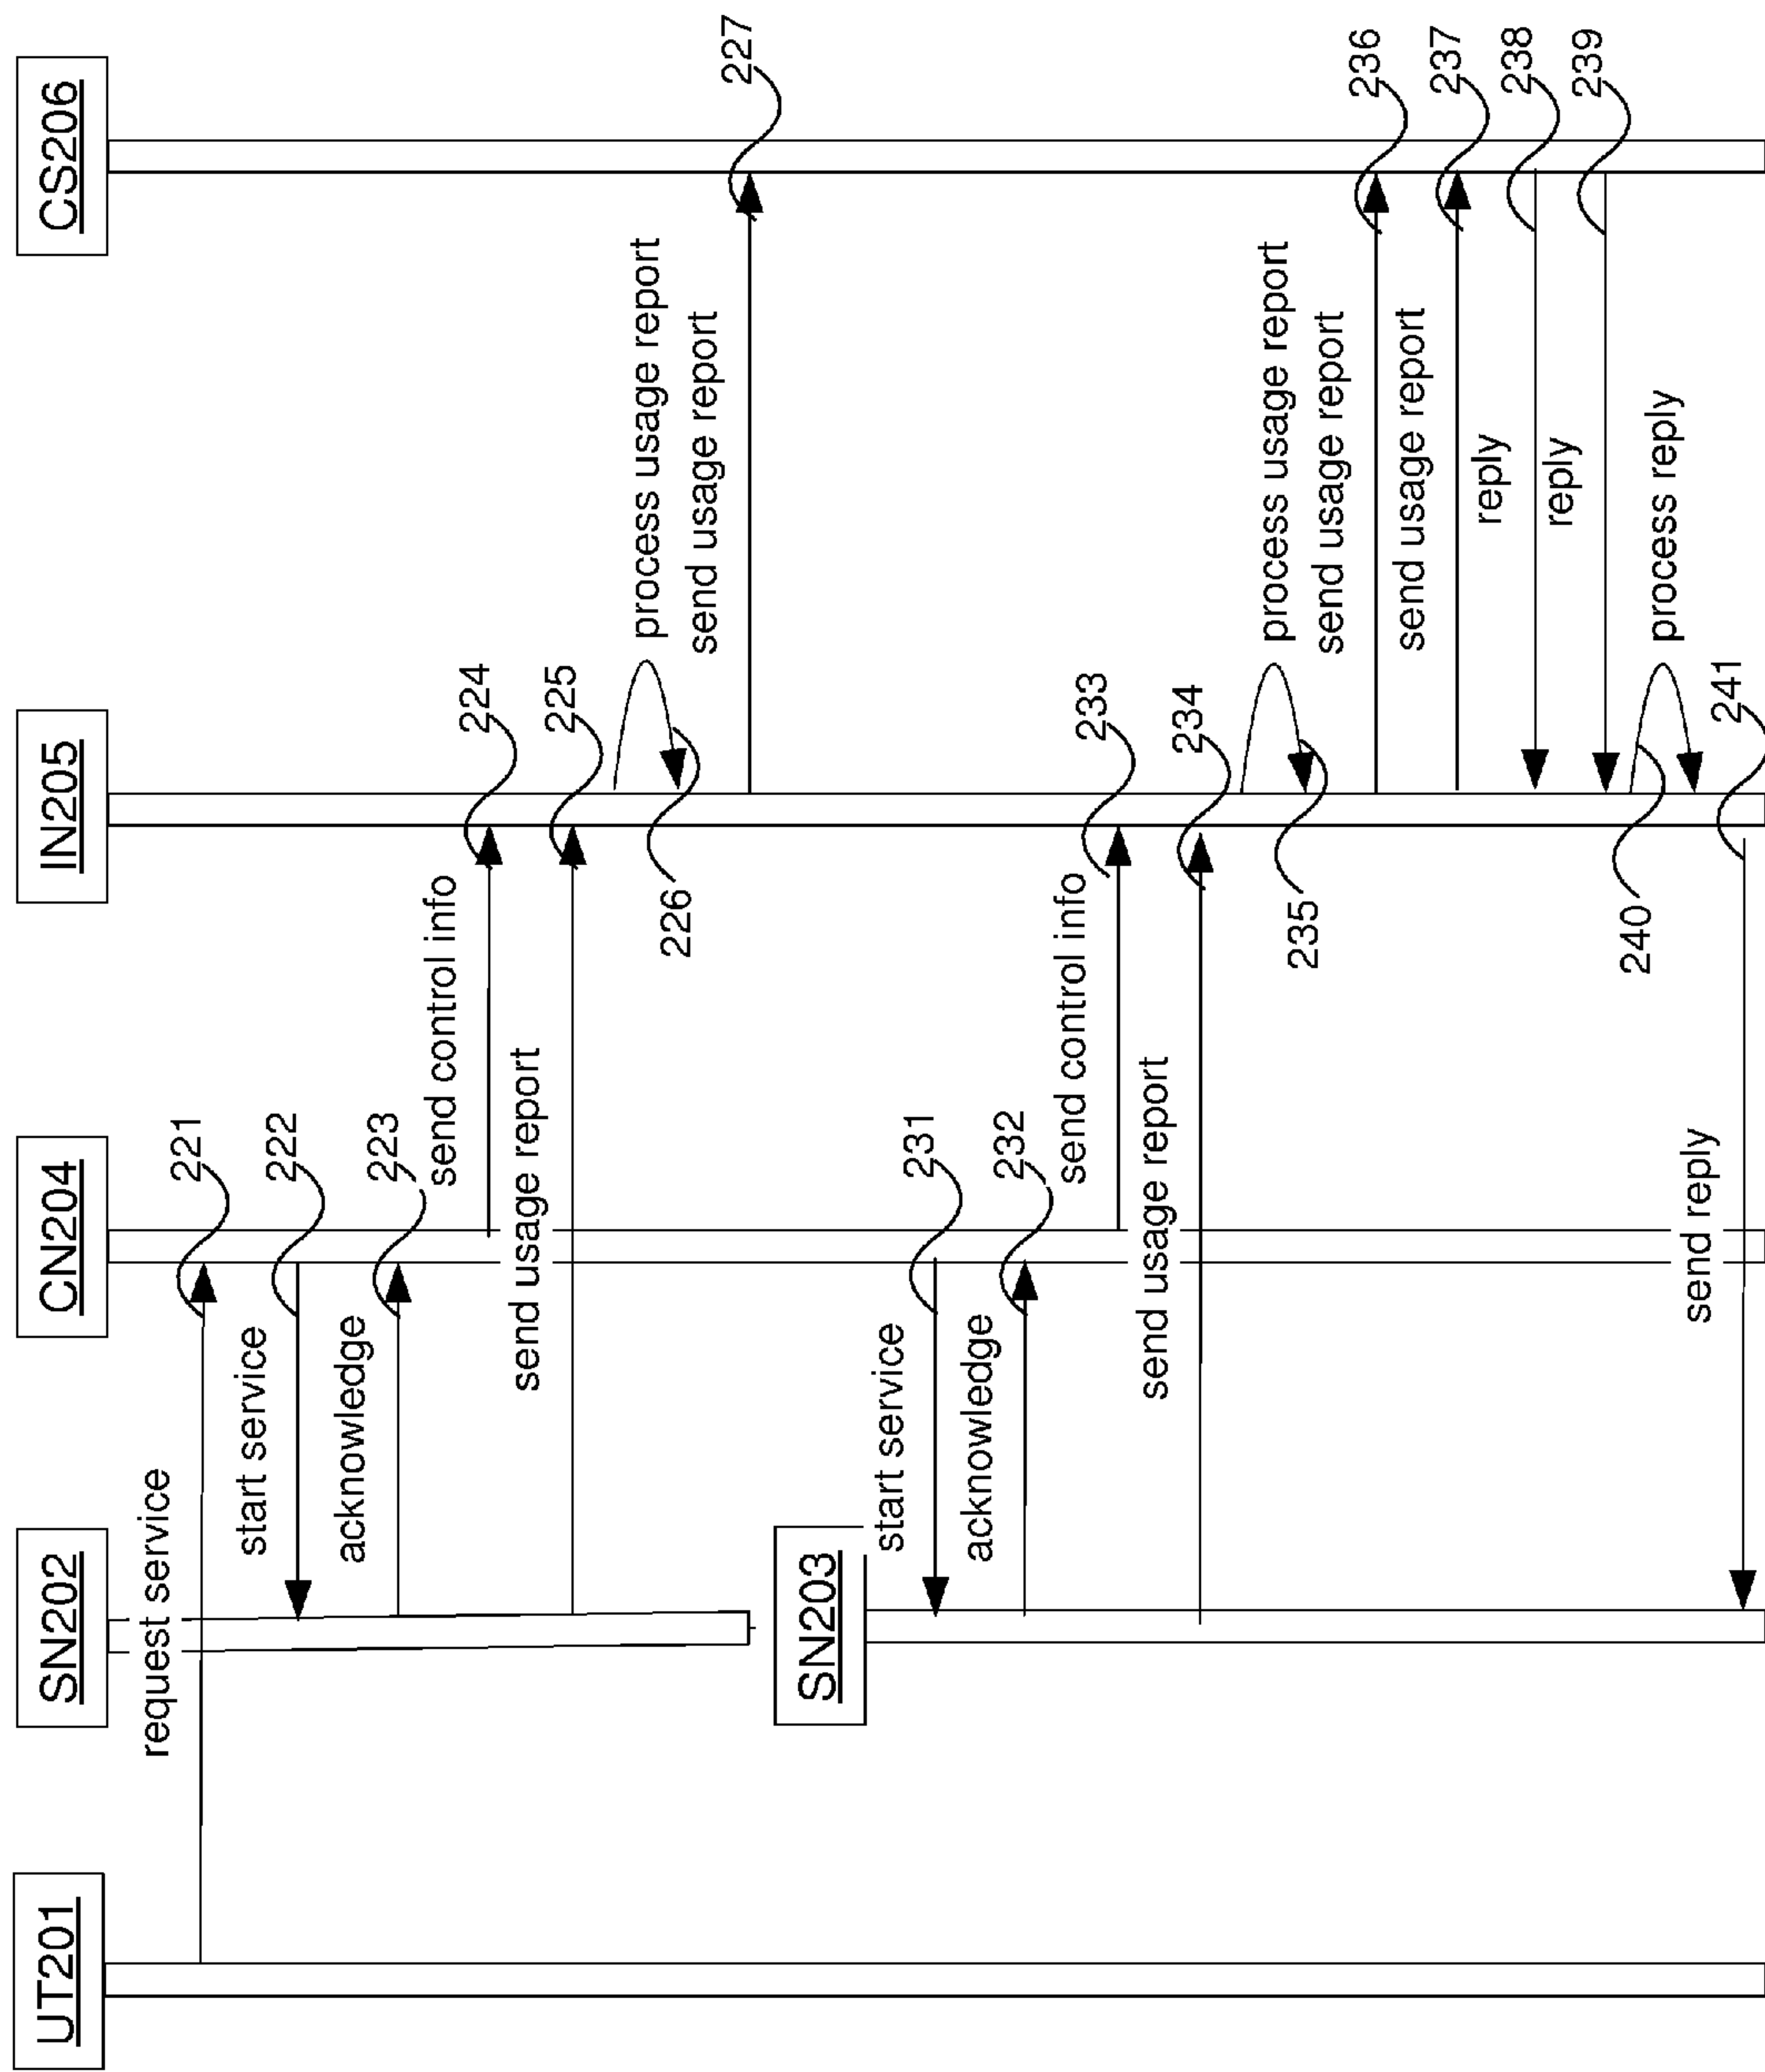 UT201
SN202
CN204
IN205
CS206
request service
221
start service
222
acknowledge
223
send control info
224
send usage report
225
226
process usage report
send usage report
227
SN203
start service
231
acknowledge
232
send control info
233
send usage report
234
235
process usage report
send usage report
236
send usage report
237
reply
238
reply
239
240
process reply
send reply
241